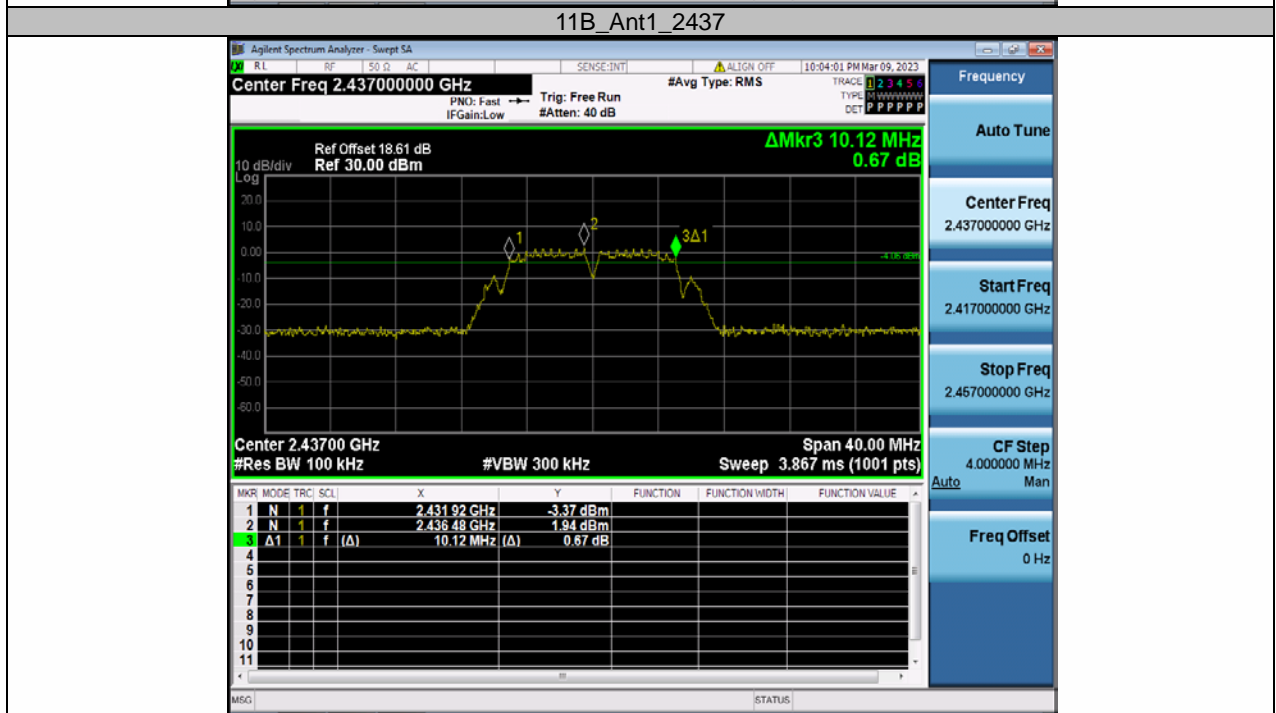 11B_Ant1_2437
Agilent Spectrum Analyzer - Swept SA
RL RF 50 Ω AC SENSE:INT ALIGN OFF 10:04:01 PM Mar 09, 2023
Center Freq 2.437000000 GHz
#Avg Type: RMS
TRACE 1 2 3 4 5 6
PNO: Fast Trig: Free Run
TYPE M WWWWW
IFGain:Low #Atten: 40 dB
DET P P P P P P
Frequency
Auto Tune
Center Freq
2.437000000 GHz
Start Freq
2.417000000 GHz
Stop Freq
2.457000000 GHz
CF Step
4.000000 MHz
Auto Man
Freq Offset
0 Hz
ΔMkr3 10.12 MHz
0.67 dB
Ref Offset 18.61 dB
10 dB/div Ref 30.00 dBm
Log
20.0
10.0
0.00
-10.0
-20.0
-30.0
-40.0
-50.0
-60.0
1
2
3Δ1
-4.06 dBm
Center 2.43700 GHz Span 40.00 MHz
#Res BW 100 kHz #VBW 300 kHz Sweep 3.867 ms (1001 pts)
MKR MODE TRC SCL X Y FUNCTION FUNCTION WIDTH FUNCTION VALUE
1 N 1 f 2.431 92 GHz -3.37 dBm
2 N 1 f 2.436 48 GHz 1.94 dBm
3 Δ1 1 f (Δ) 10.12 MHz (Δ) 0.67 dB
4
5
6
7
8
9
10
11
MSG STATUS